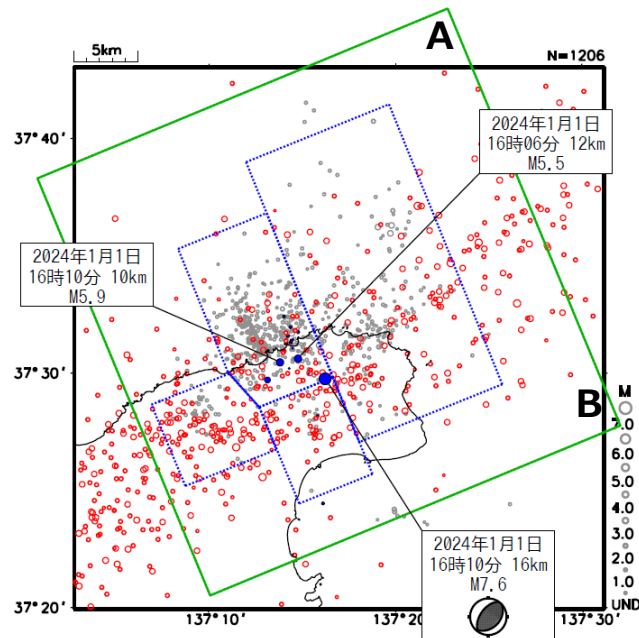 A
5km
N=1206
37°40′
2024年1月1日
16時06分 12km
M5.5
2024年1月1日
16時10分 10km
M5.9
37°30′
B
M
7.0
6.0
5.0
4.0
3.0
2.0
1.0
UND
2024年1月1日
16時10分 16km
M7.6
37°20′
137°10′
137°20′
137°30′